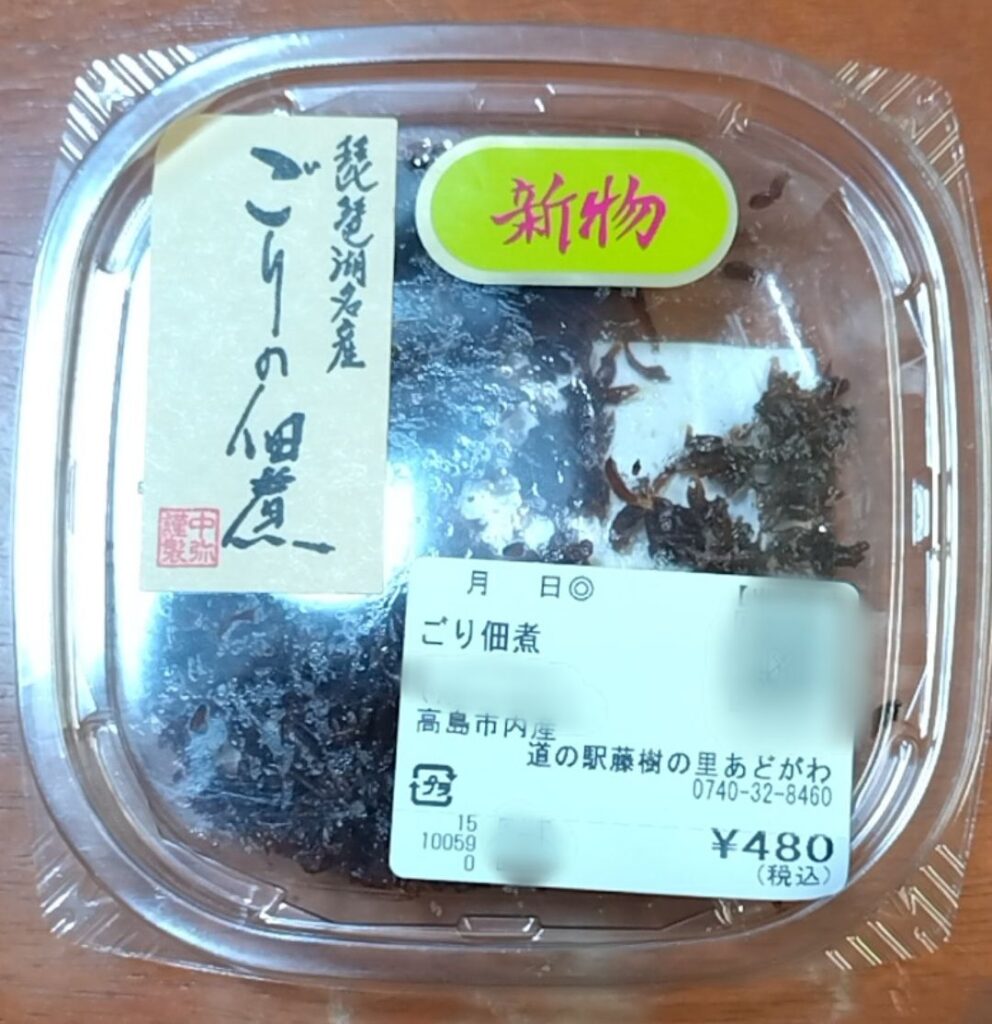 琵琶湖名産
ごりの佃煮
中弥
謹製
新物
月 日◎
ごり佃煮
高島市内産
道の駅藤樹の里あどがわ
0740-32-8460
プラ
15
10059
0
¥480
(税込)